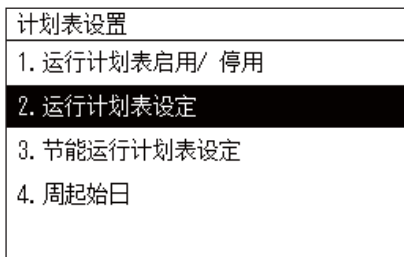 计划表设置
1. 运行计划表启用/ 停用
2. 运行计划表设定
3. 节能运行计划表设定
4. 周起始日